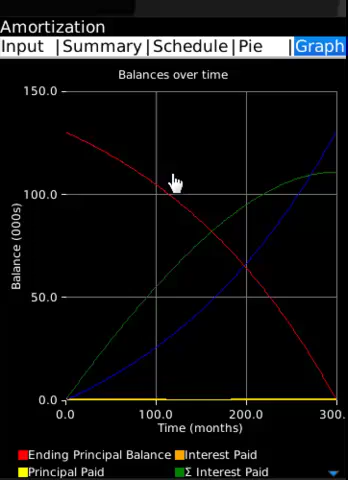 Amortization
Input |Summary|Schedule|Pie |Graph
Balances over time
150.0
100.0
50.0
0.0
Balance (000s)
0.0 100.0 200.0 300.
Time (months)
Ending Principal Balance Interest Paid
Principal Paid Σ Interest Paid